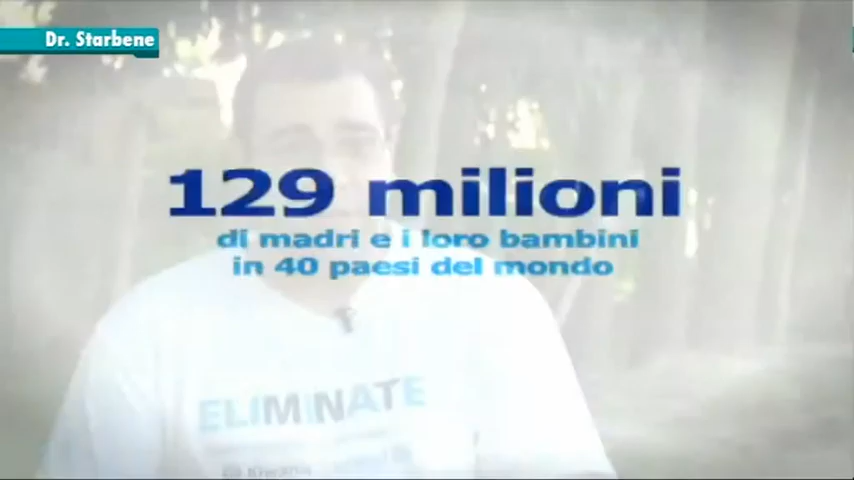 Dr. Starbene
129 milioni
di madri e i loro bambini
in 40 paesi del mondo
ELIMINATE